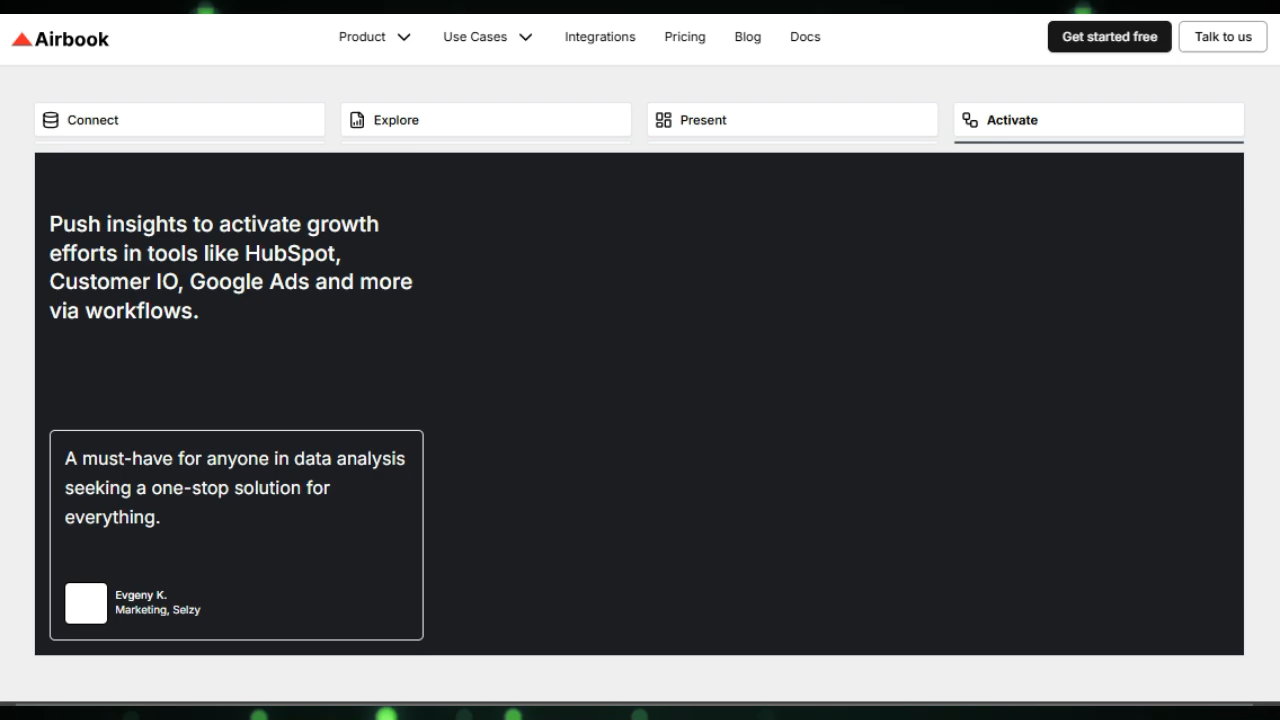 Airbook
Product
Use Cases
Integrations
Pricing
Blog
Docs
Get started free
Talk to us
Connect
Explore
Present
Activate
Push insights to activate growth
efforts in tools like HubSpot,
Customer IO, Google Ads and more
via workflows.
A must-have for anyone in data analysis
seeking a one-stop solution for
everything.
Evgeny K.
Marketing, Selzy